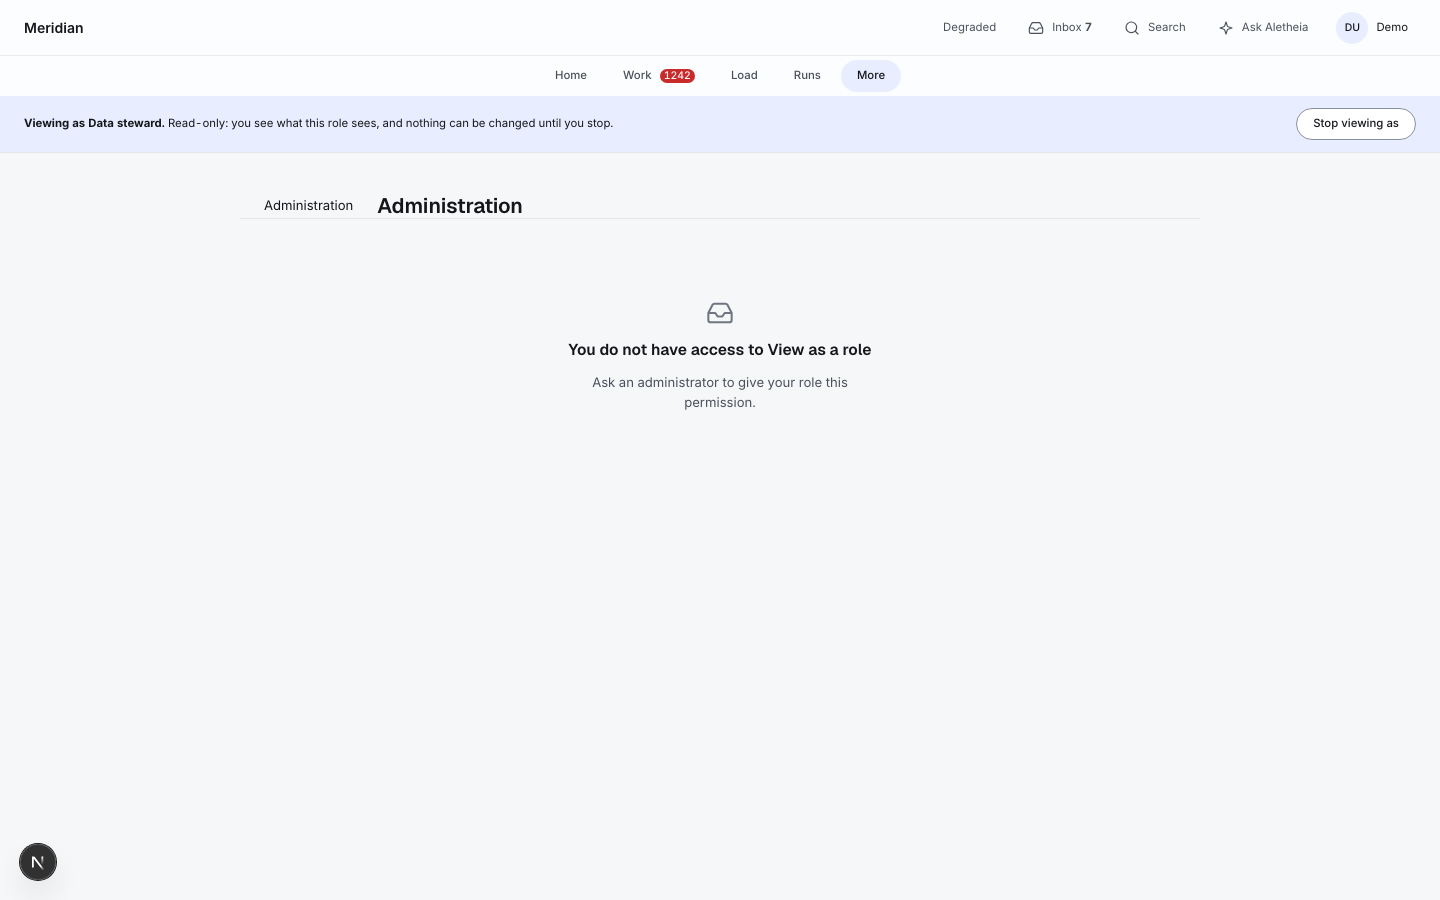 Meridian
Degraded
Inbox 7
Search
Ask Aletheia
DU
Demo
Home
Work 1242
Load
Runs
More
Viewing as Data steward. Read-only: you see what this role sees, and nothing can be changed until you stop.
Stop viewing as
Administration
Administration
You do not have access to View as a role
Ask an administrator to give your role this
permission.
N